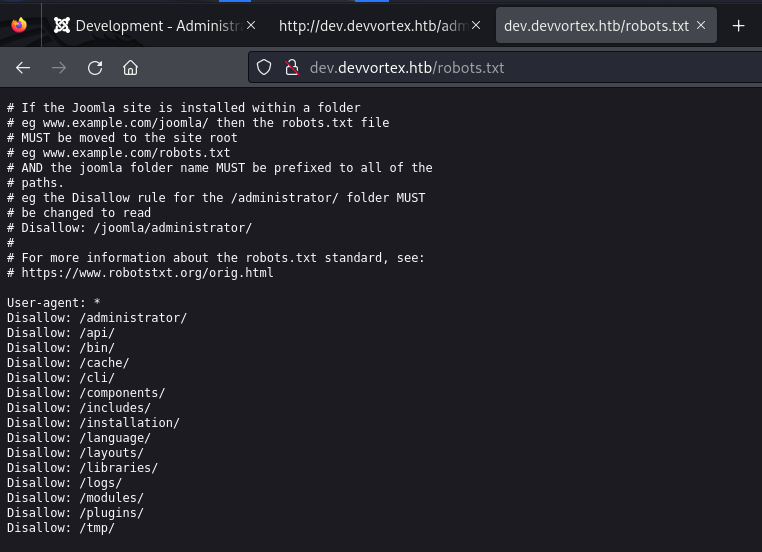 Development - Administr
http://dev.devvortex.htb/adm
dev.devvortex.htb/robots.txt
dev.devvortex.htb/robots.txt
# If the Joomla site is installed within a folder
# eg www.example.com/joomla/ then the robots.txt file
# MUST be moved to the site root
# eg www.example.com/robots.txt
# AND the joomla folder name MUST be prefixed to all of the
# paths.
# eg the Disallow rule for the /administrator/ folder MUST
# be changed to read
# Disallow: /joomla/administrator/
#
# For more information about the robots.txt standard, see:
# https://www.robotstxt.org/orig.html
User-agent: *
Disallow: /administrator/
Disallow: /api/
Disallow: /bin/
Disallow: /cache/
Disallow: /cli/
Disallow: /components/
Disallow: /includes/
Disallow: /installation/
Disallow: /language/
Disallow: /layouts/
Disallow: /libraries/
Disallow: /logs/
Disallow: /modules/
Disallow: /plugins/
Disallow: /tmp/